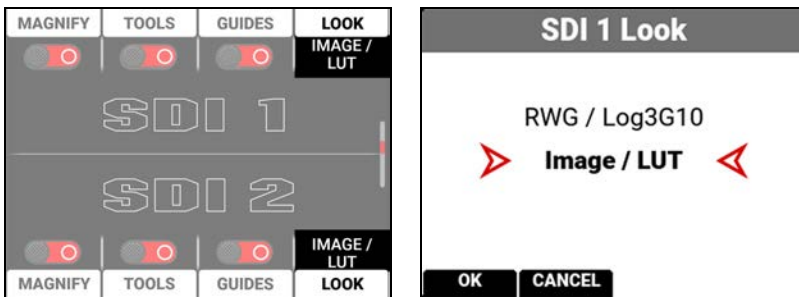 MAGNIFY TOOLS GUIDES LOOK
IMAGE /
LUT
SDI 1
SDI 2
IMAGE /
LUT
MAGNIFY TOOLS GUIDES LOOK
SDI 1 Look
RWG / Log3G10
Image / LUT
OK CANCEL